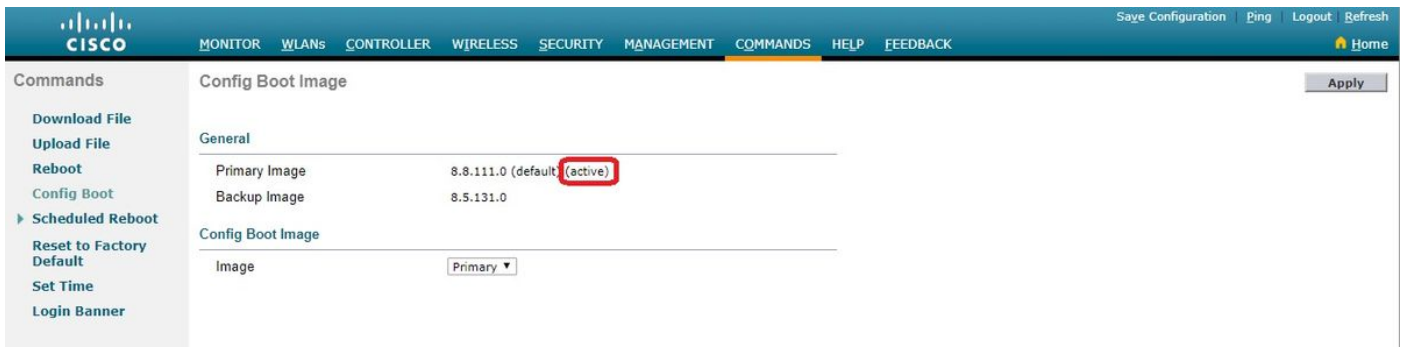 Save Configuration Ping Logout Refresh
CISCO MONITOR WLANs CONTROLLER WIRELESS SECURITY MANAGEMENT COMMANDS HELP FEEDBACK Home
Commands
Download File
Upload File
Reboot
Config Boot
Scheduled Reboot
Reset to Factory
Default
Set Time
Login Banner
Config Boot Image
Apply
General
Primary Image 8.8.111.0 (default) (active)
Backup Image 8.5.131.0
Config Boot Image
Image Primary